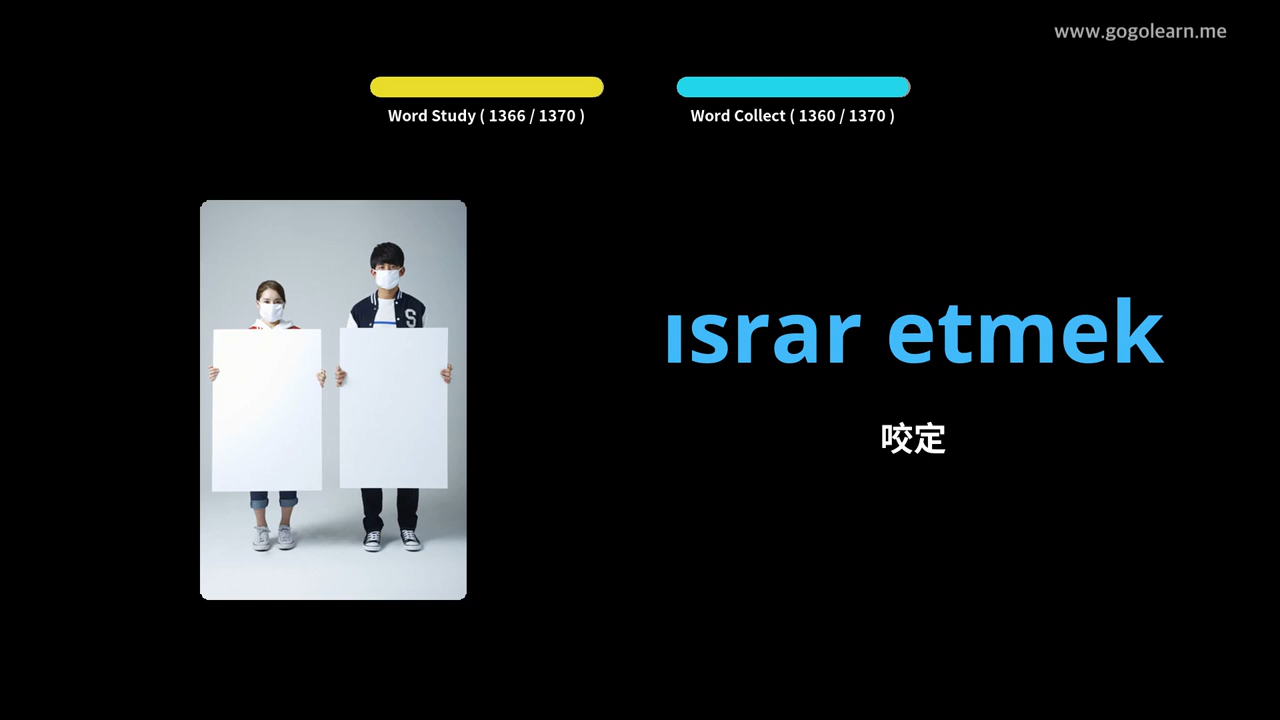 www.gogolearn.me
Word Study ( 1366 / 1370 )
Word Collect ( 1360 / 1370 )
S
ısrar etmek
咬定